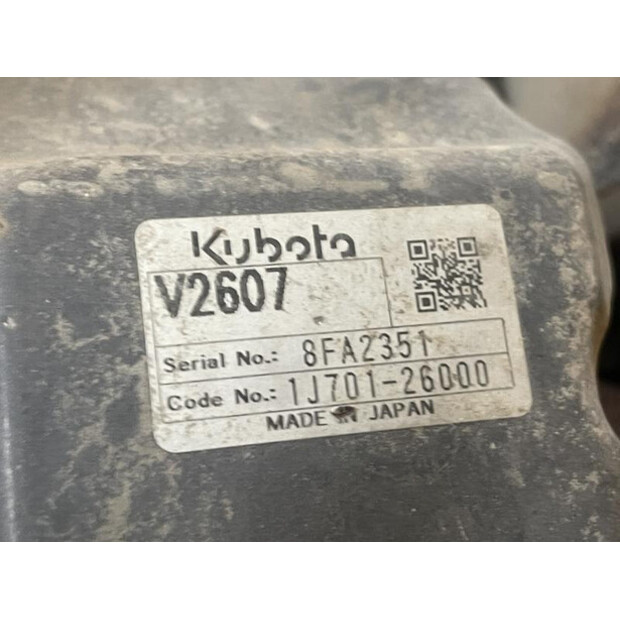 Kubota
V2607
Serial No.: 8FA2351
Code No.: 1J701-26000
MADE IN JAPAN